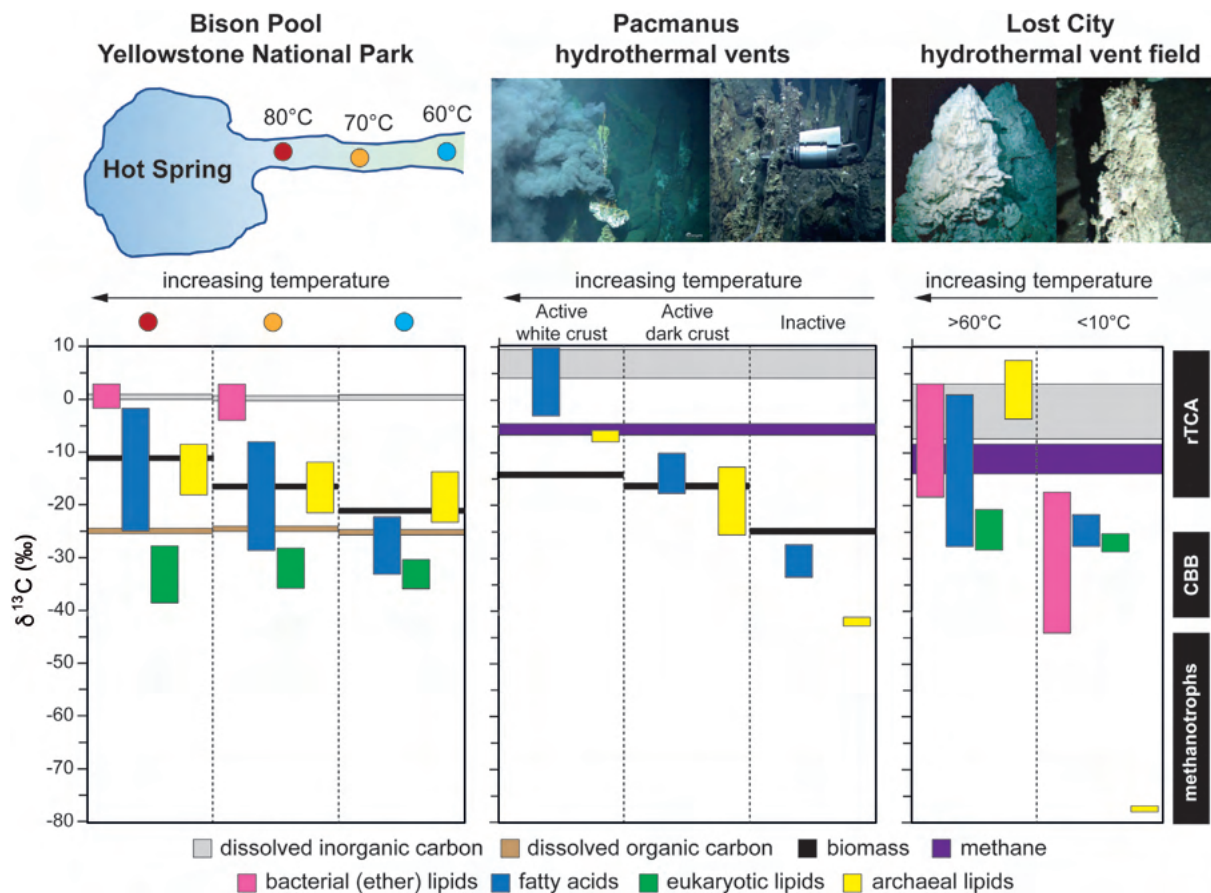 Bison Pool
Yellowstone National Park
Pacmanus
hydrothermal vents
Lost City
hydrothermal vent field
80°C
70°C
60°C
Hot Spring
increasing temperature
increasing temperature
increasing temperature
Active
white crust
Active
dark crust
Inactive
>60°C
<10°C
δ¹³C (‰)
10
0
-10
-20
-30
-40
-50
-60
-70
-80
rTCA
CBB
methanotrophs
dissolved inorganic carbon
dissolved organic carbon
biomass
methane
bacterial (ether) lipids
fatty acids
eukaryotic lipids
archaeal lipids